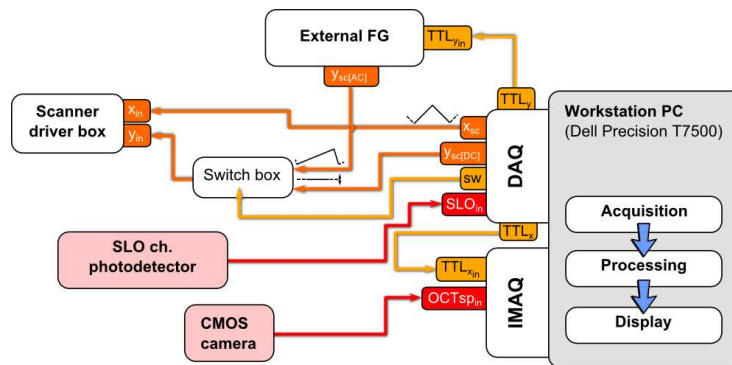 External FG
TTLyin
ysc[AC]
Scanner
driver box
xin
yin
Switch box
TTLy
xsc
ysc[DC]
sw
SLOin
TTLx
DAQ
Workstation PC
(Dell Precision T7500)
Acquisition
Processing
Display
SLO ch.
photodetector
TTLxin
OCTspin
IMAQ
CMOS
camera